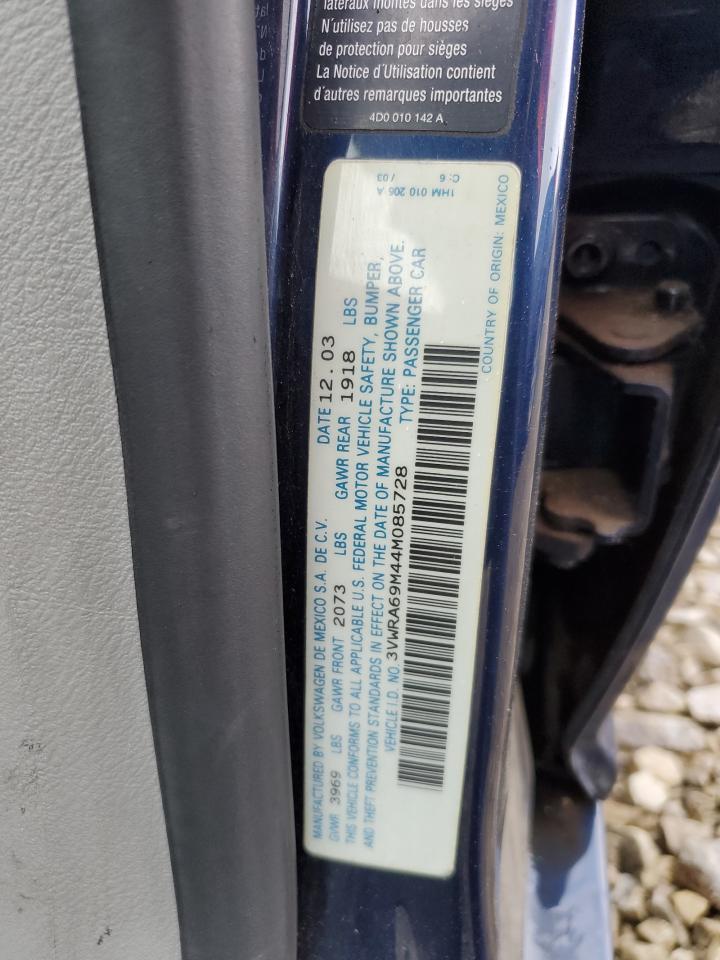 latéraux montés dans les sièges
N'utilisez pas de housses
de protection pour sièges
La Notice d'Utilisation contient
d'autres remarques importantes
4D0 010 142 A
1HM 010 205 A
C: 6 / 03
MANUFACTURED BY VOLKSWAGEN DE MEXICO S.A. DE C.V. DATE 12.03
GVWR 3969 LBS GAWR FRONT 2073 LBS GAWR REAR 1918 LBS
THIS VEHICLE CONFORMS TO ALL APPLICABLE U.S. FEDERAL MOTOR VEHICLE SAFETY, BUMPER,
AND THEFT PREVENTION STANDARDS IN EFFECT ON THE DATE OF MANUFACTURE SHOWN ABOVE.
VEHICLE I.D. NO. 3VWRA69M44M085728 TYPE: PASSENGER CAR
COUNTRY OF ORIGIN: MEXICO